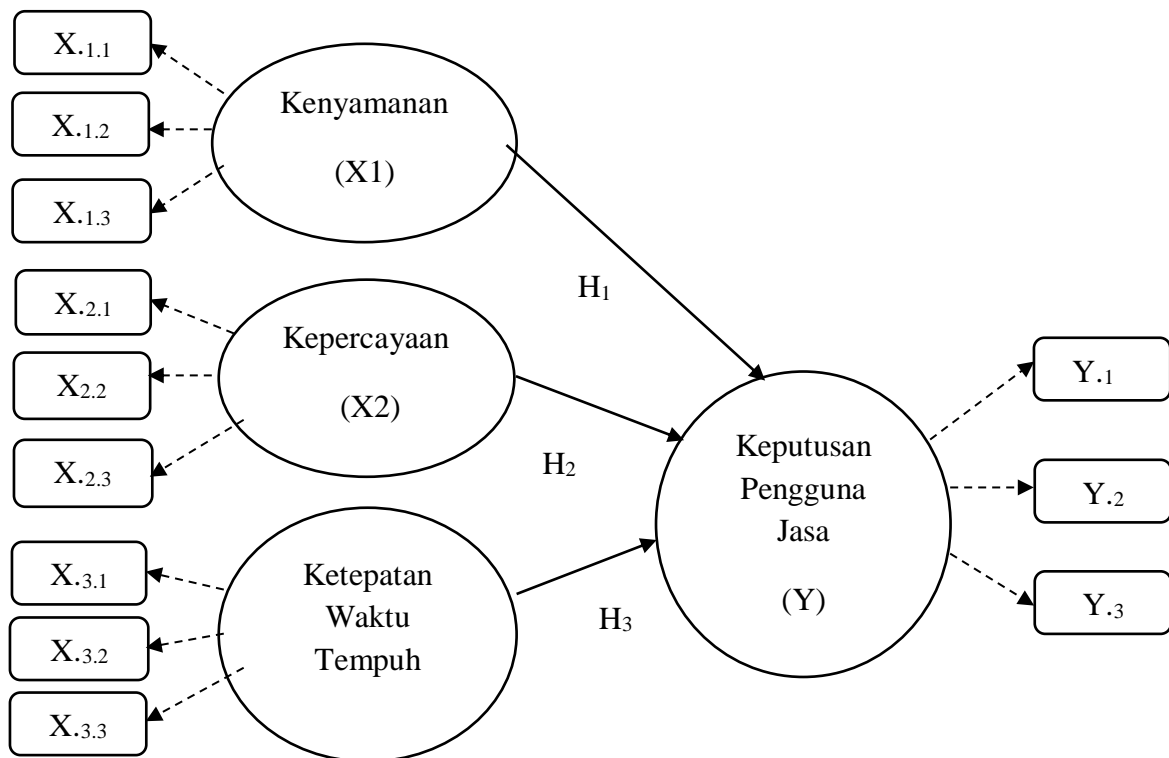 X.1.1
X.1.2
X.1.3
Kenyamanan
(X1)
H1
X.2.1
X2.2
X.2.3
Kepercayaan
(X2)
H2
X.3.1
X.3.2
X.3.3
Ketepatan
Waktu
Tempuh
H3
Keputusan
Pengguna
Jasa
(Y)
Y.1
Y.2
Y.3